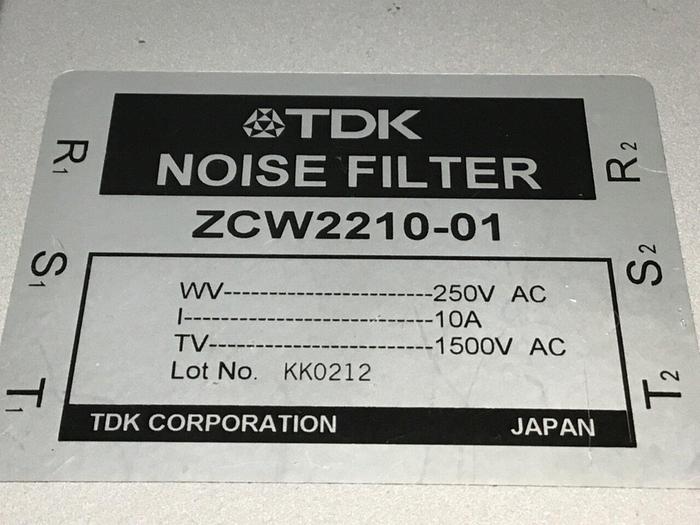 TDK
NOISE FILTER
ZCW2210-01
R1
R2
S1
S2
T1
T2
WV-----------------------250V AC
I----------------------------10A
TV-------------------------1500V AC
Lot No. KK0212
TDK CORPORATION JAPAN